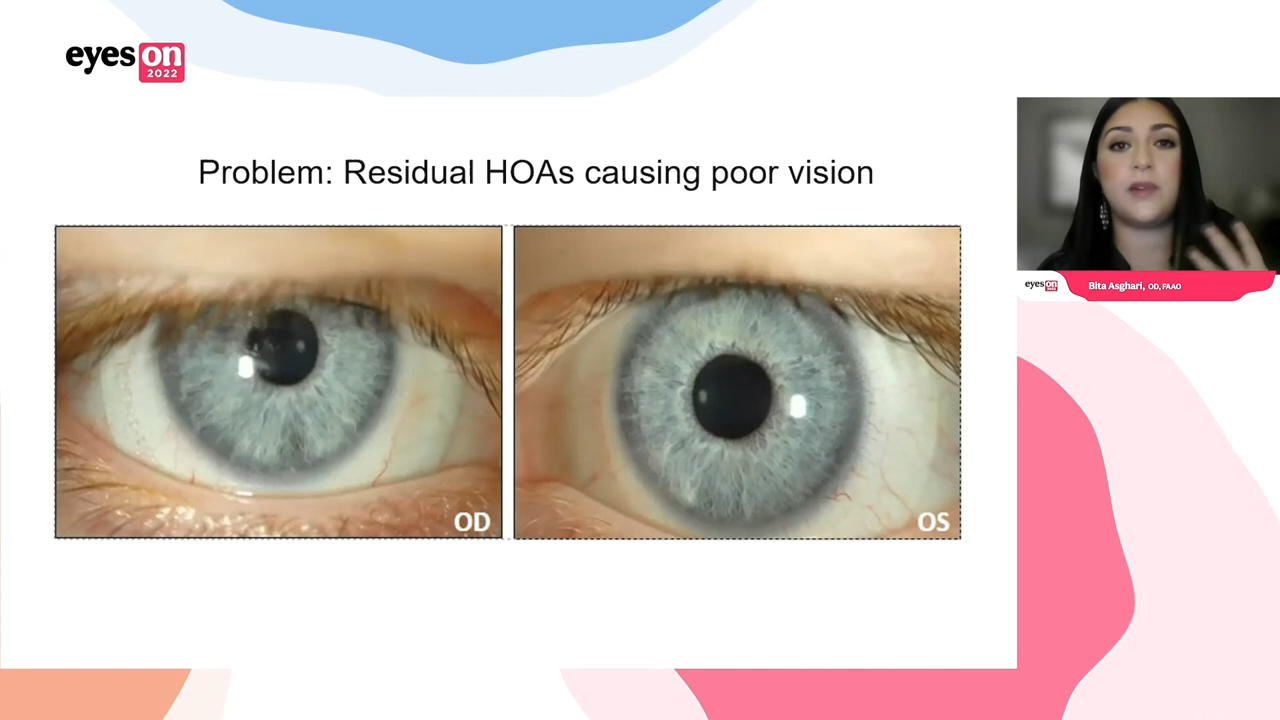 eyes on
2022
Problem: Residual HOAs causing poor vision
OD
OS
eyes on
Bita Asghari, OD, FAAO